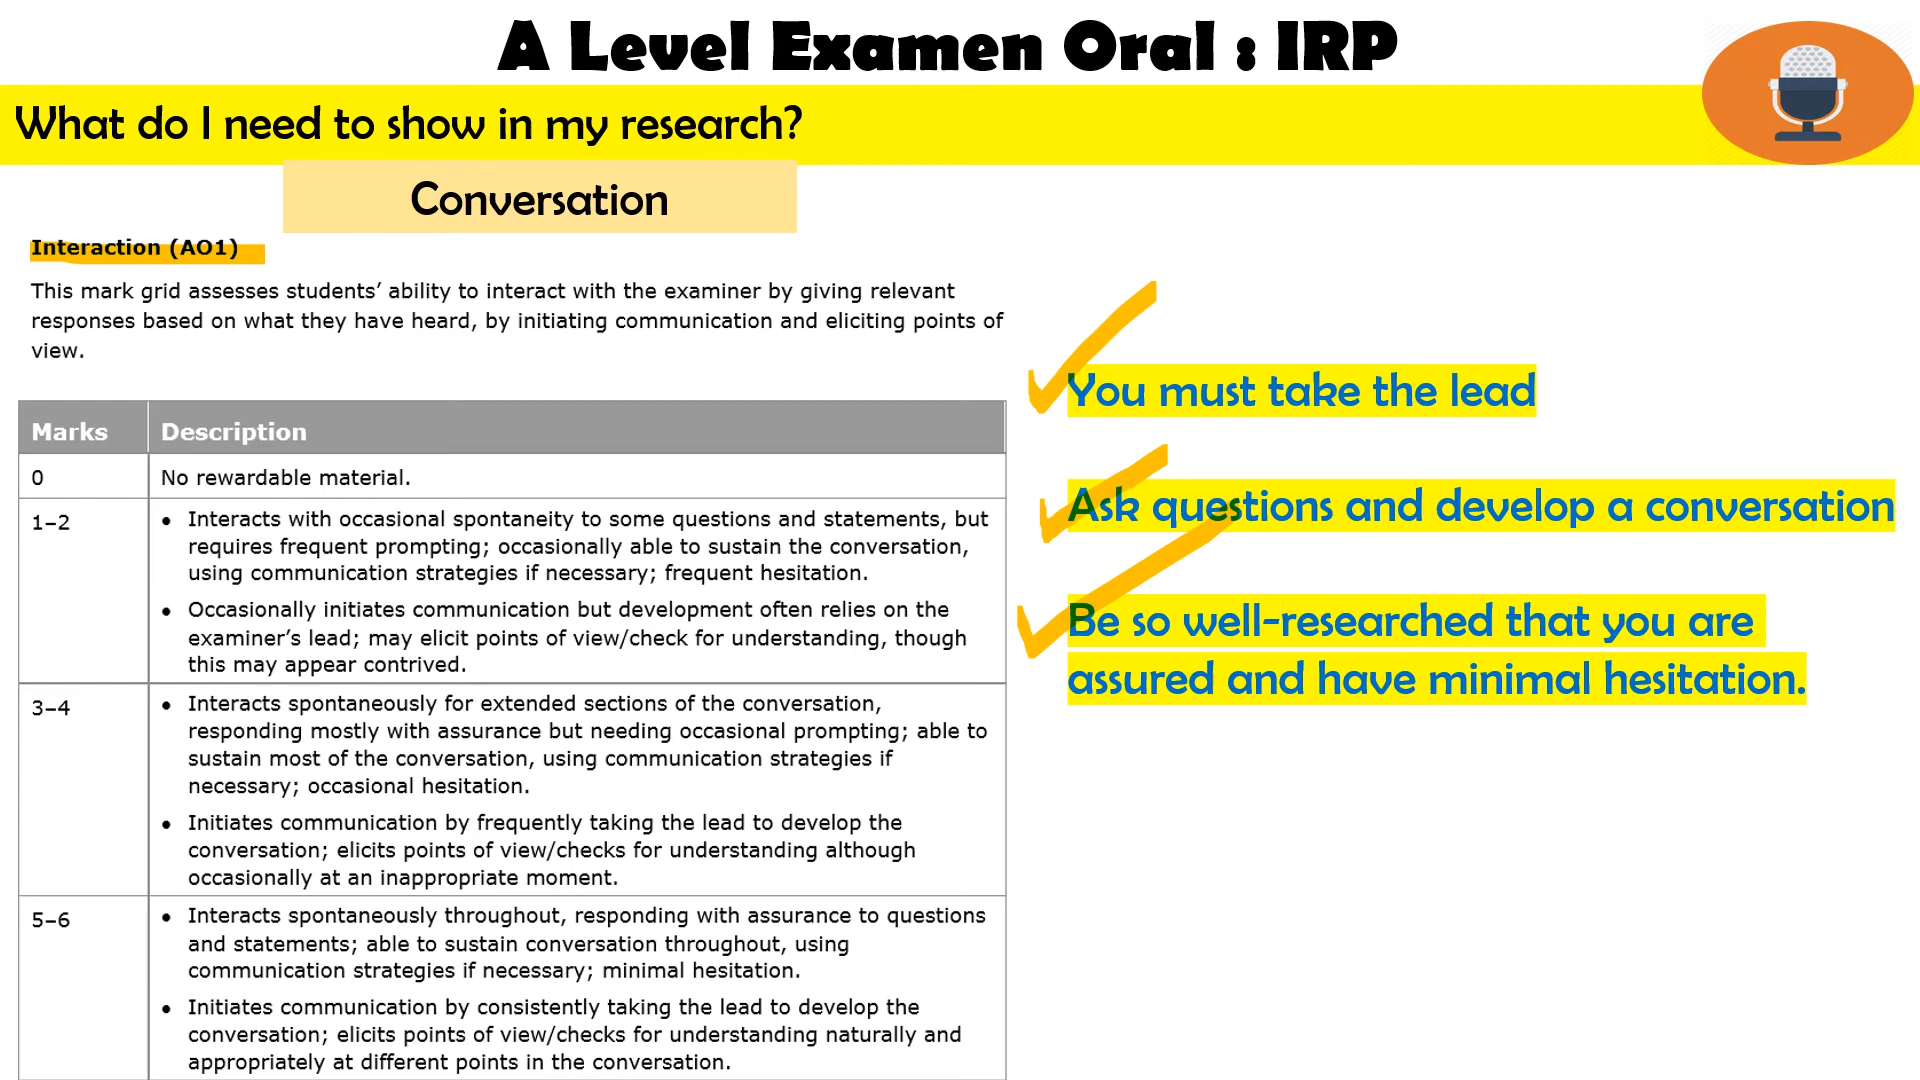 A Level Examen Oral : IRP
What do I need to show in my research?
Conversation
Interaction (AO1)
This mark grid assesses students’ ability to interact with the examiner by giving relevant
responses based on what they have heard, by initiating communication and eliciting points of
view.
Marks Description
0 No rewardable material.
1–2
• Interacts with occasional spontaneity to some questions and statements, but
requires frequent prompting; occasionally able to sustain the conversation,
using communication strategies if necessary; frequent hesitation.
• Occasionally initiates communication but development often relies on the
examiner’s lead; may elicit points of view/check for understanding, though
this may appear contrived.
3–4
• Interacts spontaneously for extended sections of the conversation,
responding mostly with assurance but needing occasional prompting; able to
sustain most of the conversation, using communication strategies if
necessary; occasional hesitation.
• Initiates communication by frequently taking the lead to develop the
conversation; elicits points of view/checks for understanding although
occasionally at an inappropriate moment.
5–6
• Interacts spontaneously throughout, responding with assurance to questions
and statements; able to sustain conversation throughout, using
communication strategies if necessary; minimal hesitation.
• Initiates communication by consistently taking the lead to develop the
conversation; elicits points of view/checks for understanding naturally and
appropriately at different points in the conversation.
You must take the lead
Ask questions and develop a conversation
Be so well-researched that you are
assured and have minimal hesitation.